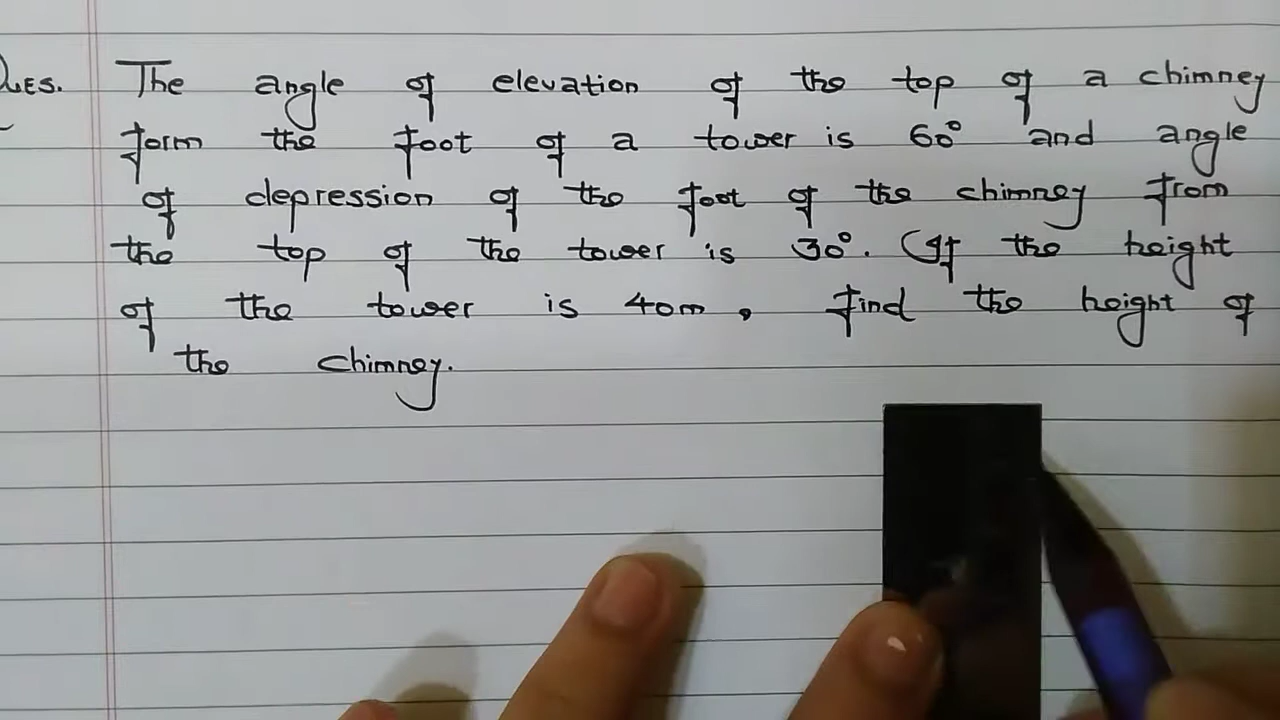 QUES. The angle of elevation of the top of a chimney
form the foot of a tower is 60° and angle
of depression of the foot of the chimney from
the top of the tower is 30°. If the height
of the tower is 40m, find the height of
the chimney.